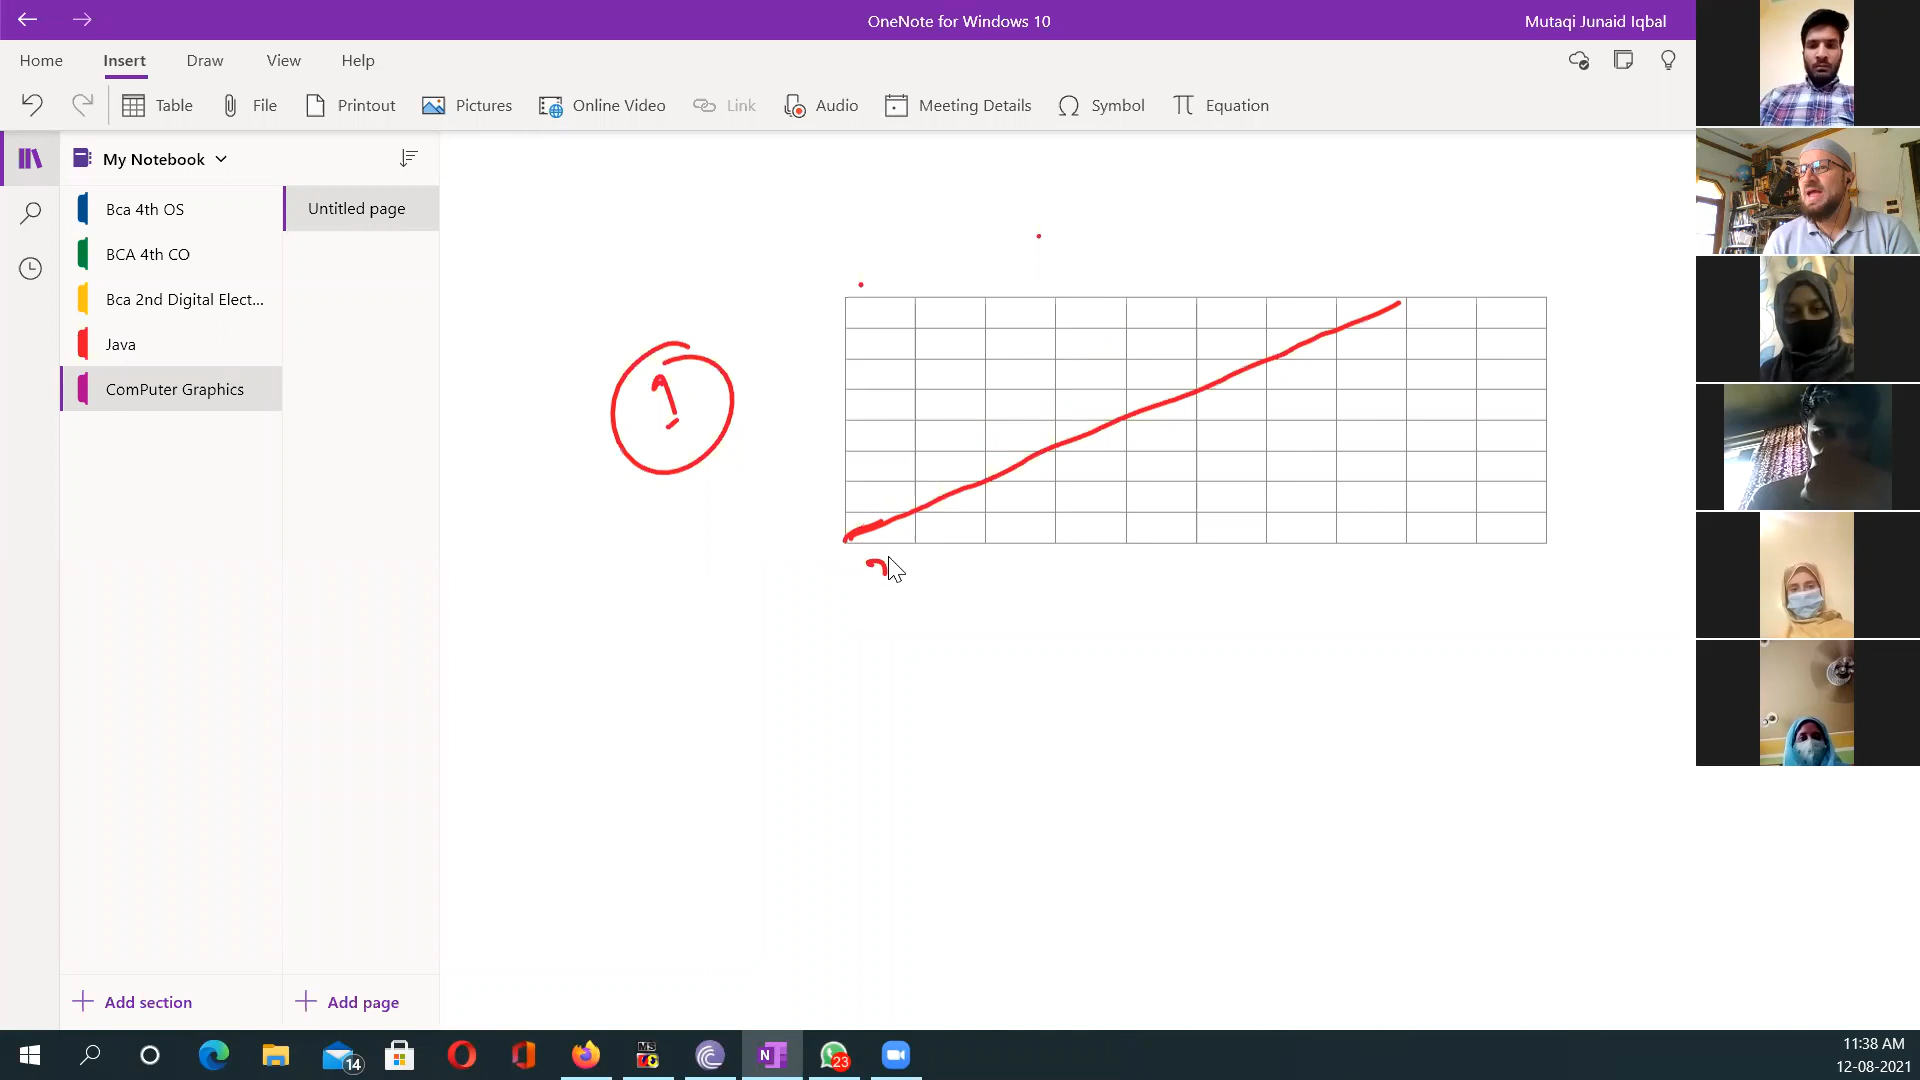 OneNote for Windows 10
Mutaqi Junaid Iqbal
Home Insert Draw View Help
Table File Printout Pictures Online Video Link Audio Meeting Details Symbol Equation
My Notebook
Bca 4th OS
BCA 4th CO
Bca 2nd Digital Elect...
Java
ComPuter Graphics
Untitled page
Add section
Add page
MS
14
N
23
11:38 AM
12-08-2021